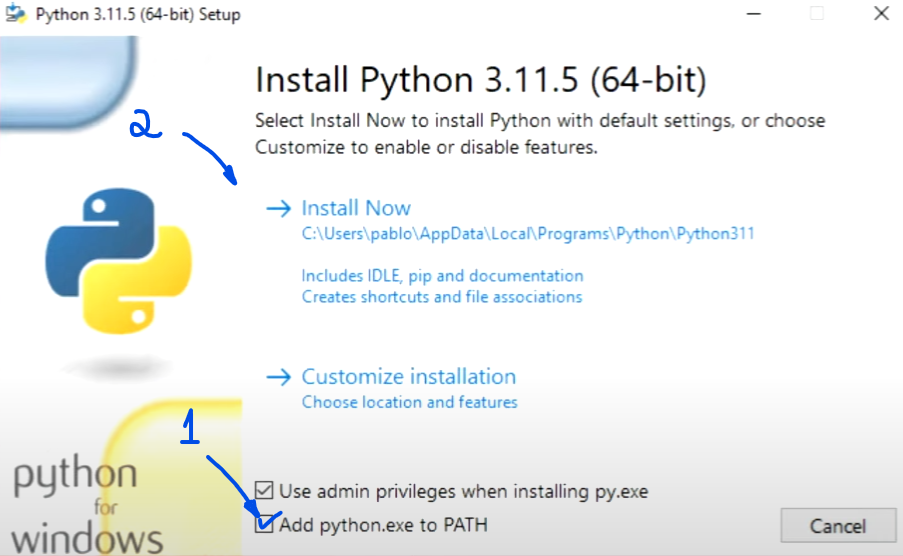 Python 3.11.5 (64-bit) Setup
Install Python 3.11.5 (64-bit)
Select Install Now to install Python with default settings, or choose
Customize to enable or disable features.
2
→ Install Now
C:\Users\pablo\AppData\Local\Programs\Python\Python311
Includes IDLE, pip and documentation
Creates shortcuts and file associations
→ Customize installation
Choose location and features
1
python
for
windows
Use admin privileges when installing py.exe
Add python.exe to PATH
Cancel